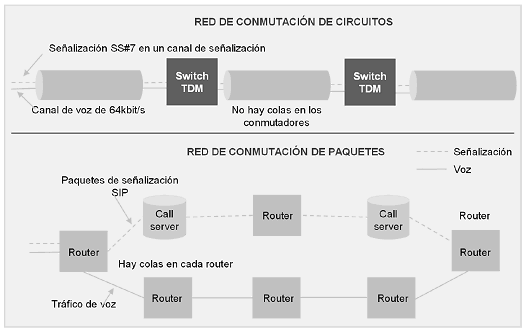 RED DE CONMUTACIÓN DE CIRCUITOS
Señalización SS#7 en un canal de señalización
Switch
TDM
Switch
TDM
Canal de voz de 64kbit/s
No hay colas en los
conmutadores
RED DE CONMUTACIÓN DE PAQUETES
Señalización
Voz
Paquetes de señalización
SIP
Call
server
Router
Call
server
Router
Router
Router
Hay colas en cada router
Tráfico de voz
Router
Router
Router